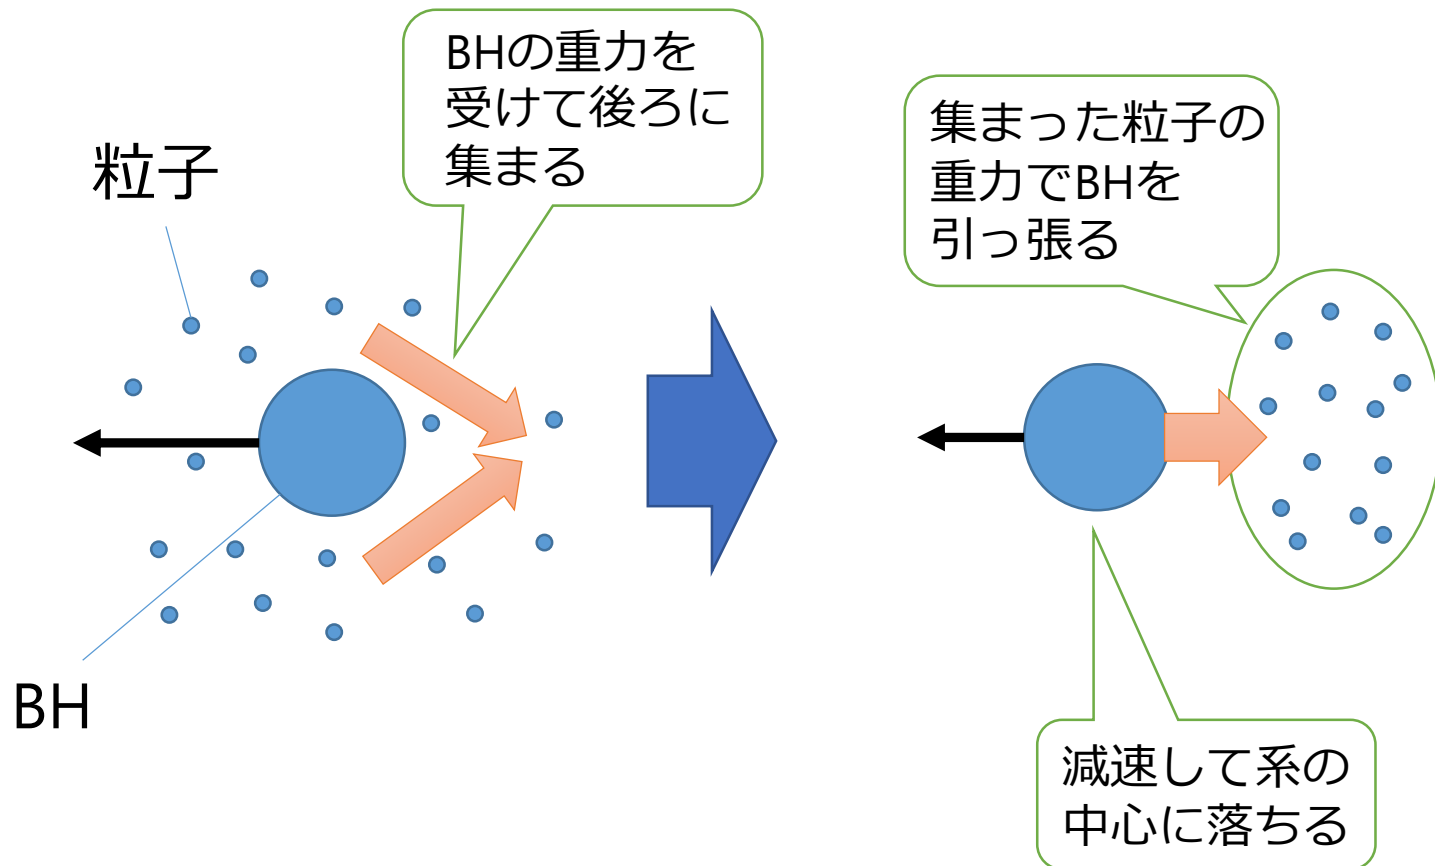 粒子
BHの重力を
受けて後ろに
集まる
BH
集まった粒子の
重力でBHを
引っ張る
減速して系の
中心に落ちる